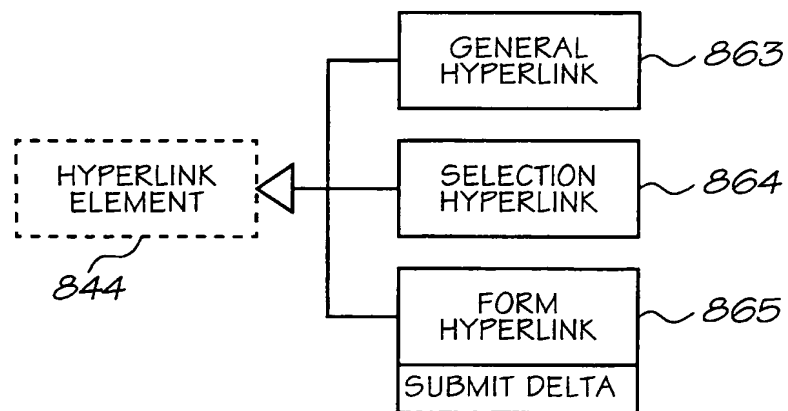 GENERAL
HYPERLINK
863
HYPERLINK
ELEMENT
844
SELECTION
HYPERLINK
864
FORM
HYPERLINK
865
SUBMIT DELTA